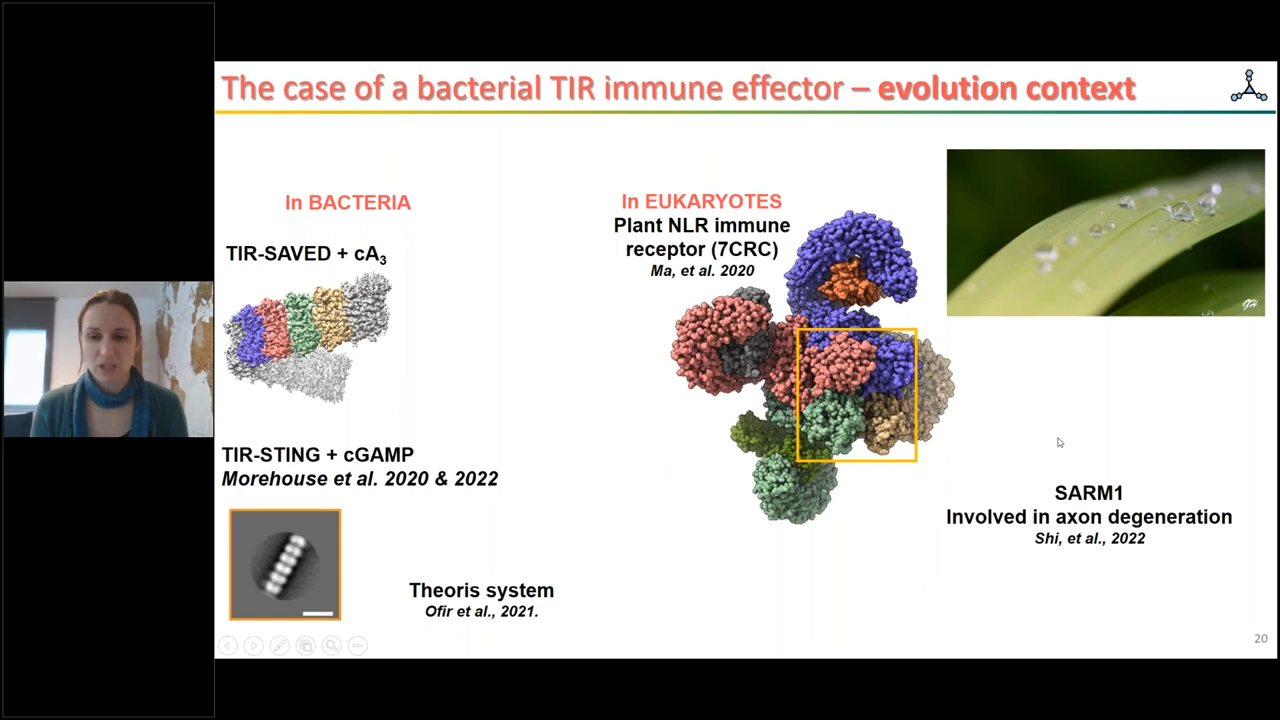 The case of a bacterial TIR immune effector – evolution context
In BACTERIA
TIR-SAVED + cA3
TIR-STING + cGAMP
Morehouse et al. 2020 & 2022
Theoris system
Ofir et al., 2021.
In EUKARYOTES
Plant NLR immune
receptor (7CRC)
Ma, et al. 2020
SARM1
Involved in axon degeneration
Shi, et al., 2022
20